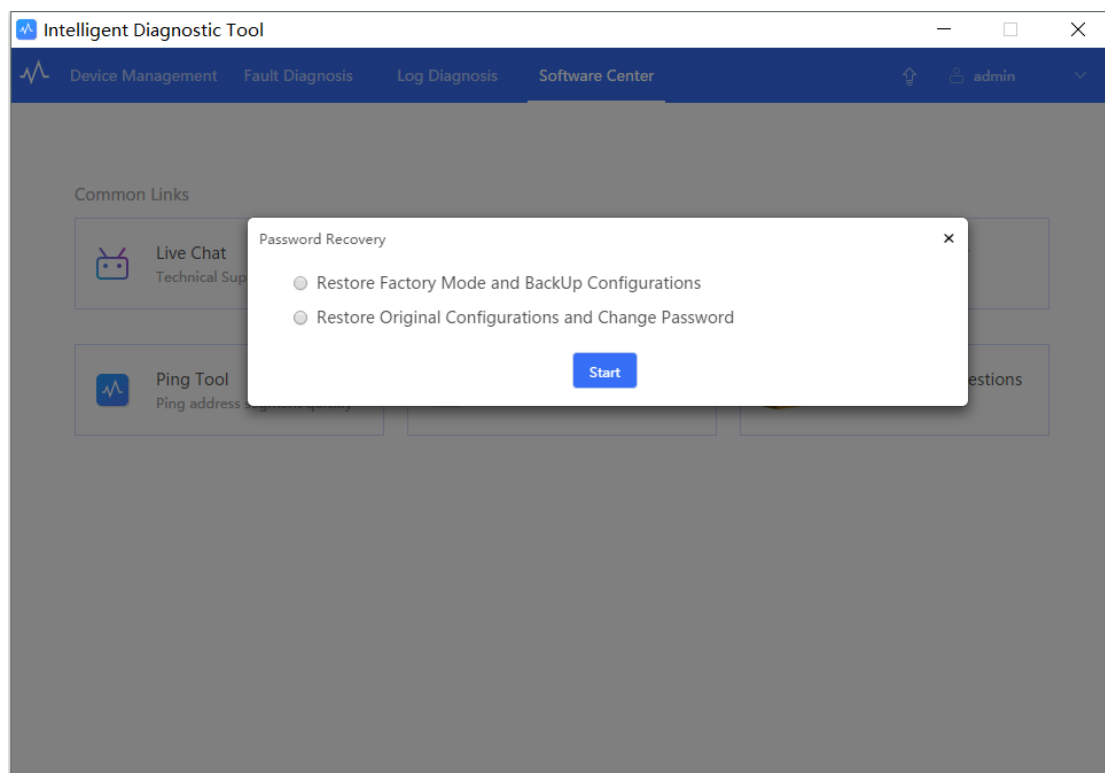 Intelligent Diagnostic Tool
Device Management Fault Diagnosis Log Diagnosis Software Center admin
Common Links
Live Chat
Technical Sup
Password Recovery
Restore Factory Mode and BackUp Configurations
Restore Original Configurations and Change Password
Start
Ping Tool
Ping address quickly
estions